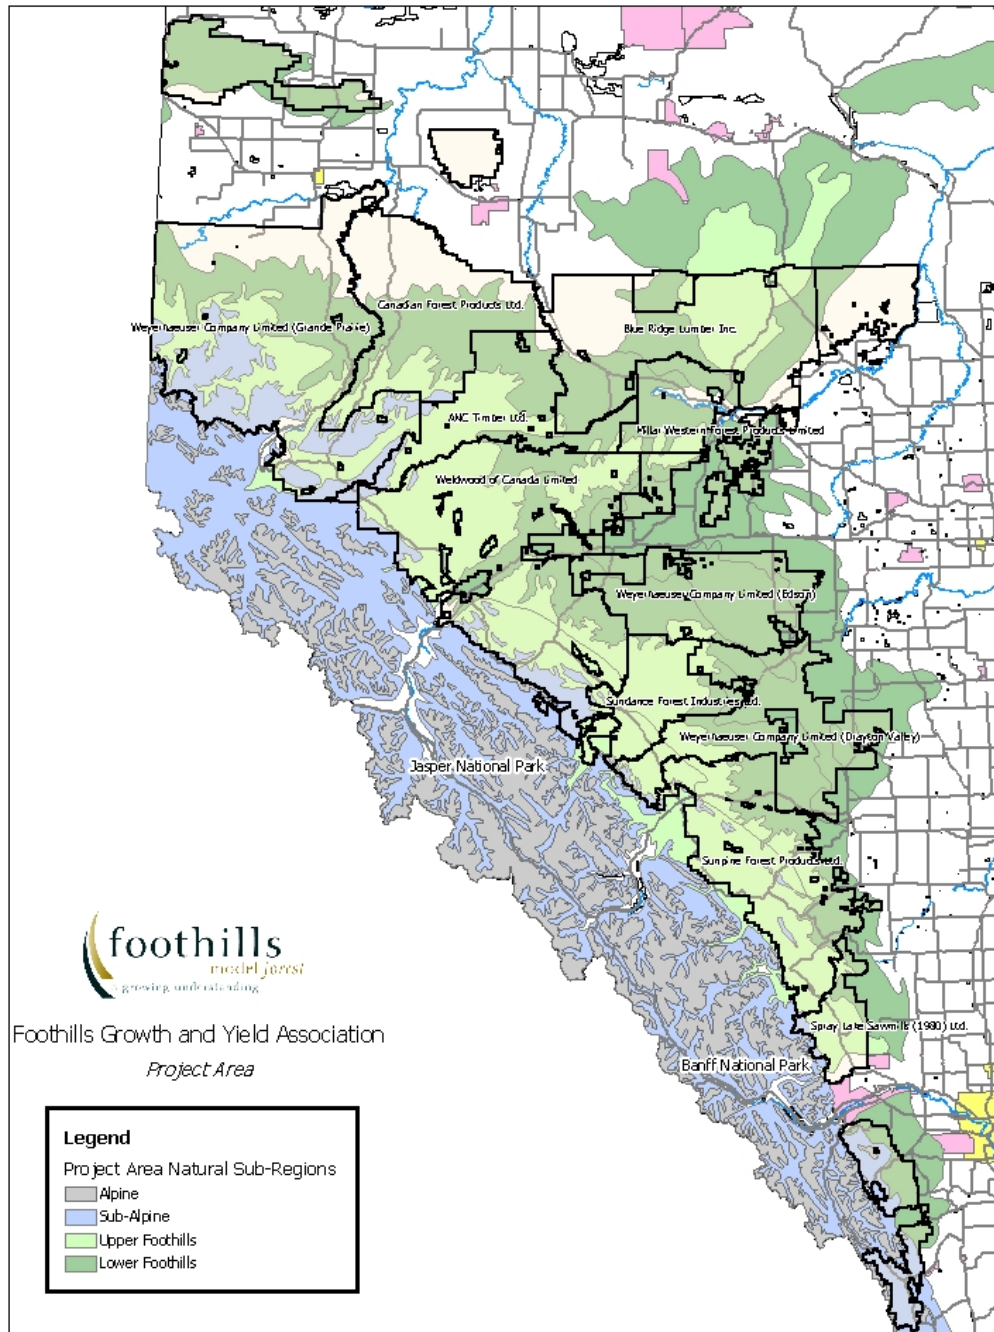 Canadian Forest Products Ltd.
Weyerhaeuser Company Limited (Grande Prairie)
Blue Ridge Lumber Inc.
ANC Timber Ltd.
Millar Western Forest Products Limited
Weldwood of Canada Limited
Weyerhaeuser Company Limited (Edson)
Sundance Forest Industries Ltd.
Weyerhaeuser Company Limited (Drayton Valley)
Jasper National Park
Sunpine Forest Products Ltd.
foothills
model forest
a growing understanding
Spray Lake Sawmills (1980) Ltd.
Foothills Growth and Yield Association
Project Area
Banff National Park
Legend
Project Area Natural Sub-Regions
Alpine
Sub-Alpine
Upper Foothills
Lower Foothills